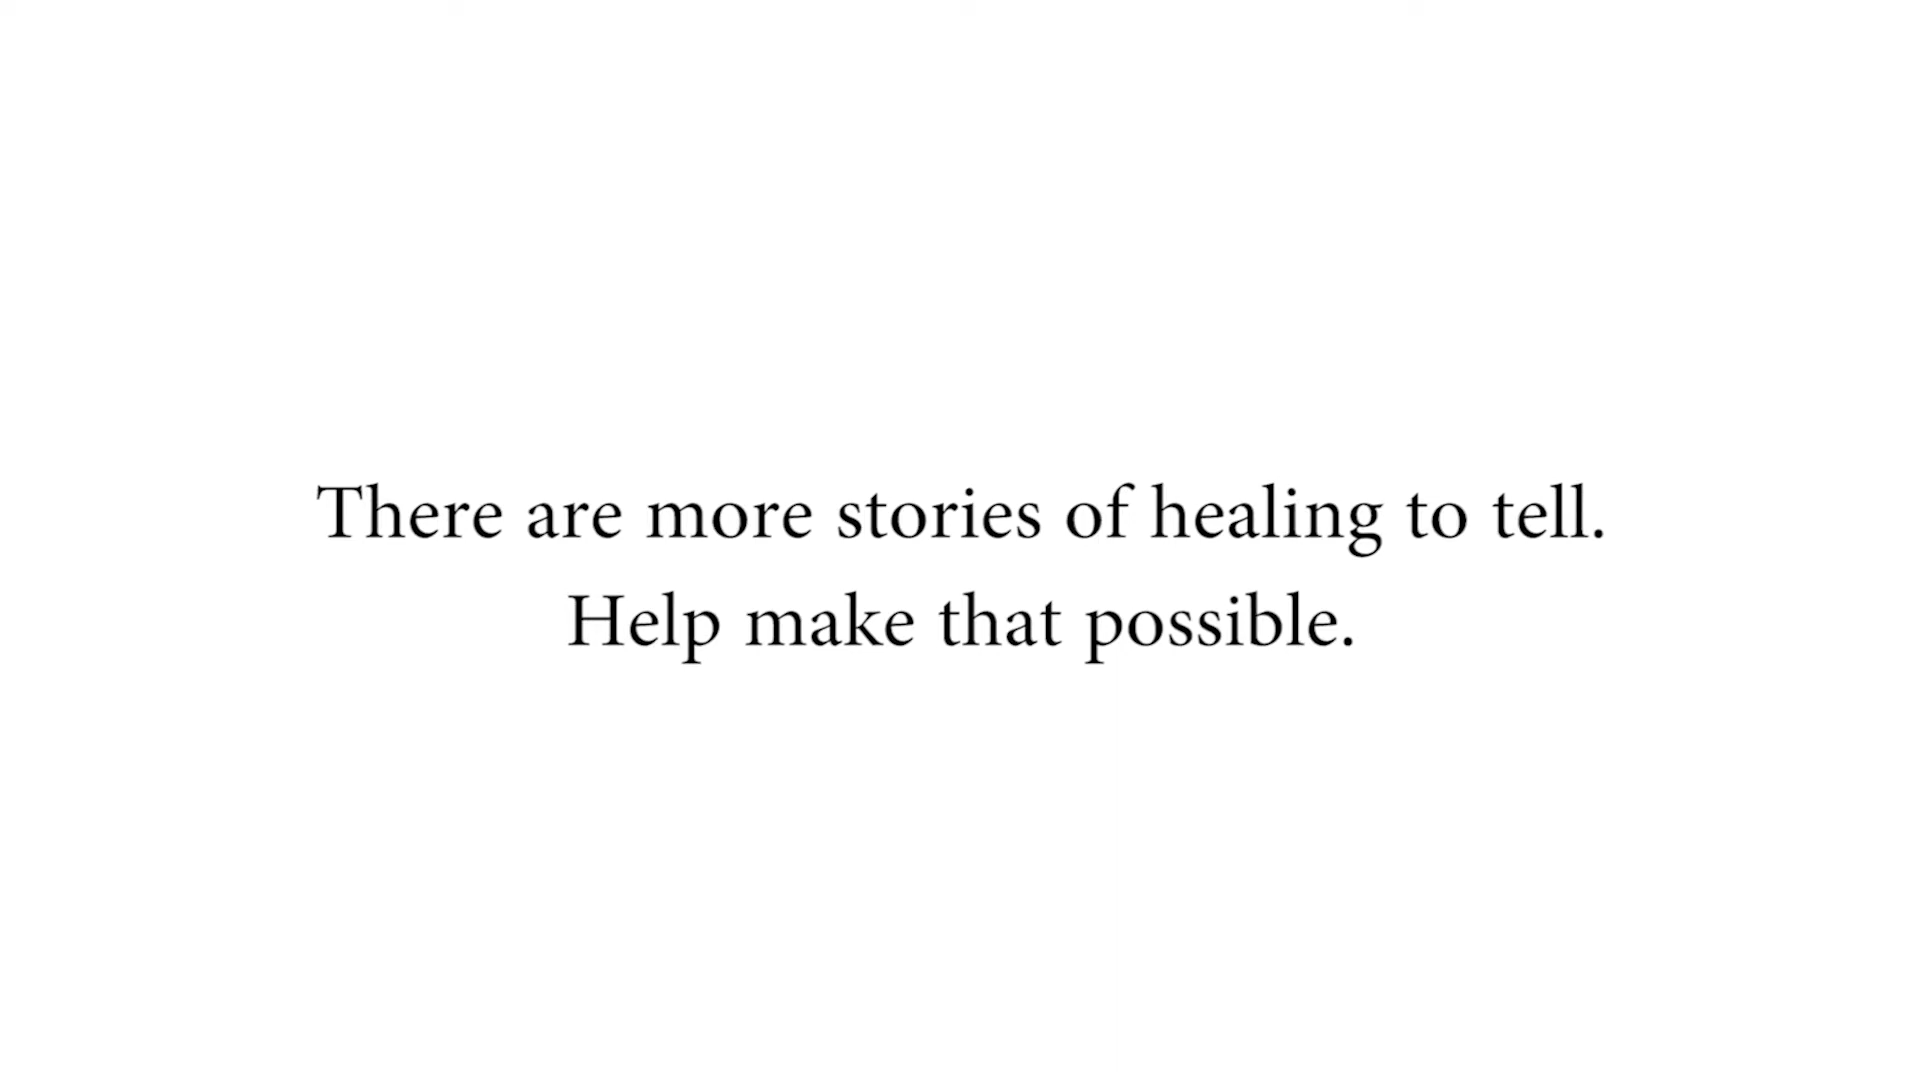 There are more stories of healing to tell.
Help make that possible.